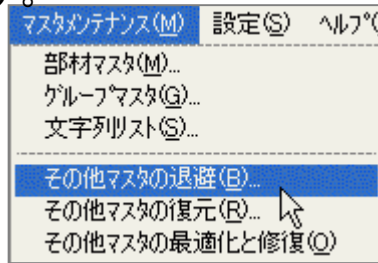 。
ﾏｽﾀﾒﾝﾃﾅﾝｽ(M) 設定(S) ﾍﾙﾌﾟ(
部材ﾏｽﾀ(M)...
ｸﾞﾙｰﾌﾟﾏｽﾀ(G)...
文字列ﾘｽﾄ(S)...
その他ﾏｽﾀの退避(B)...
その他ﾏｽﾀの復元(R)...
その他ﾏｽﾀの最適化と修復(O)